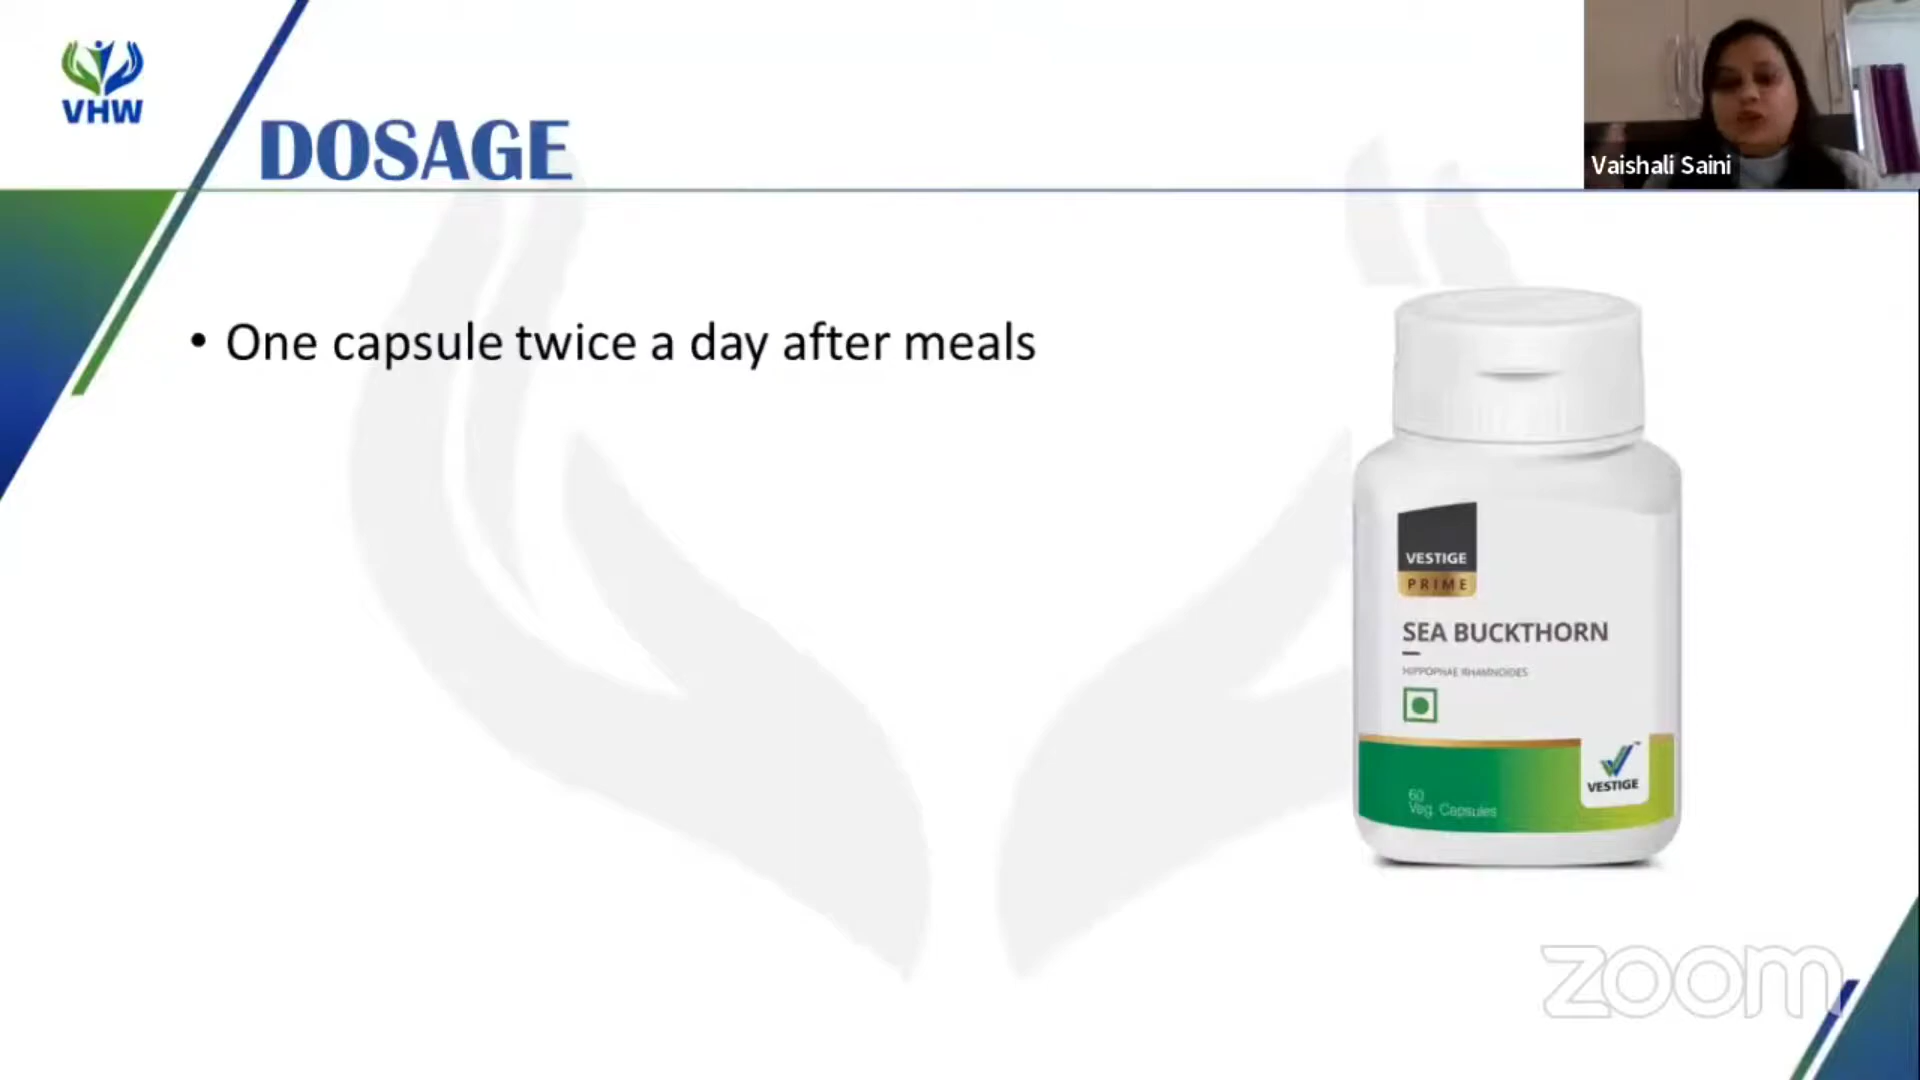 VHW
DOSAGE
Vaishali Saini
• One capsule twice a day after meals
VESTIGE
PRIME
SEA BUCKTHORN
HIPPOPHAE RHAMNOIDES
VESTIGE
60
Veg. Capsules
zoom